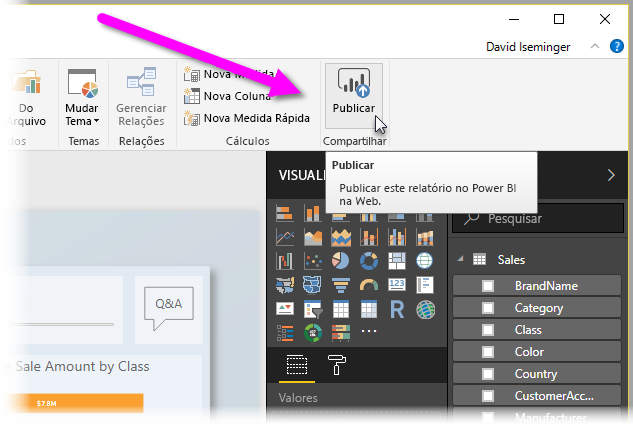 David Iseminger
Do
Arquivo
Mudar
Tema
Gerenciar
Relações
Nova Medida
Nova Coluna
Nova Medida Rápida
Publicar
Temas
Relações
Cálculos
Compartilhar
Publicar
Publicar este relatório no Power BI
na Web.
Pesquisar
Sales
BrandName
Category
Class
Color
Country
CustomerAcc...
Manufacturer
123
R
Valores
Q&A
Sale Amount by Class
$7.8M